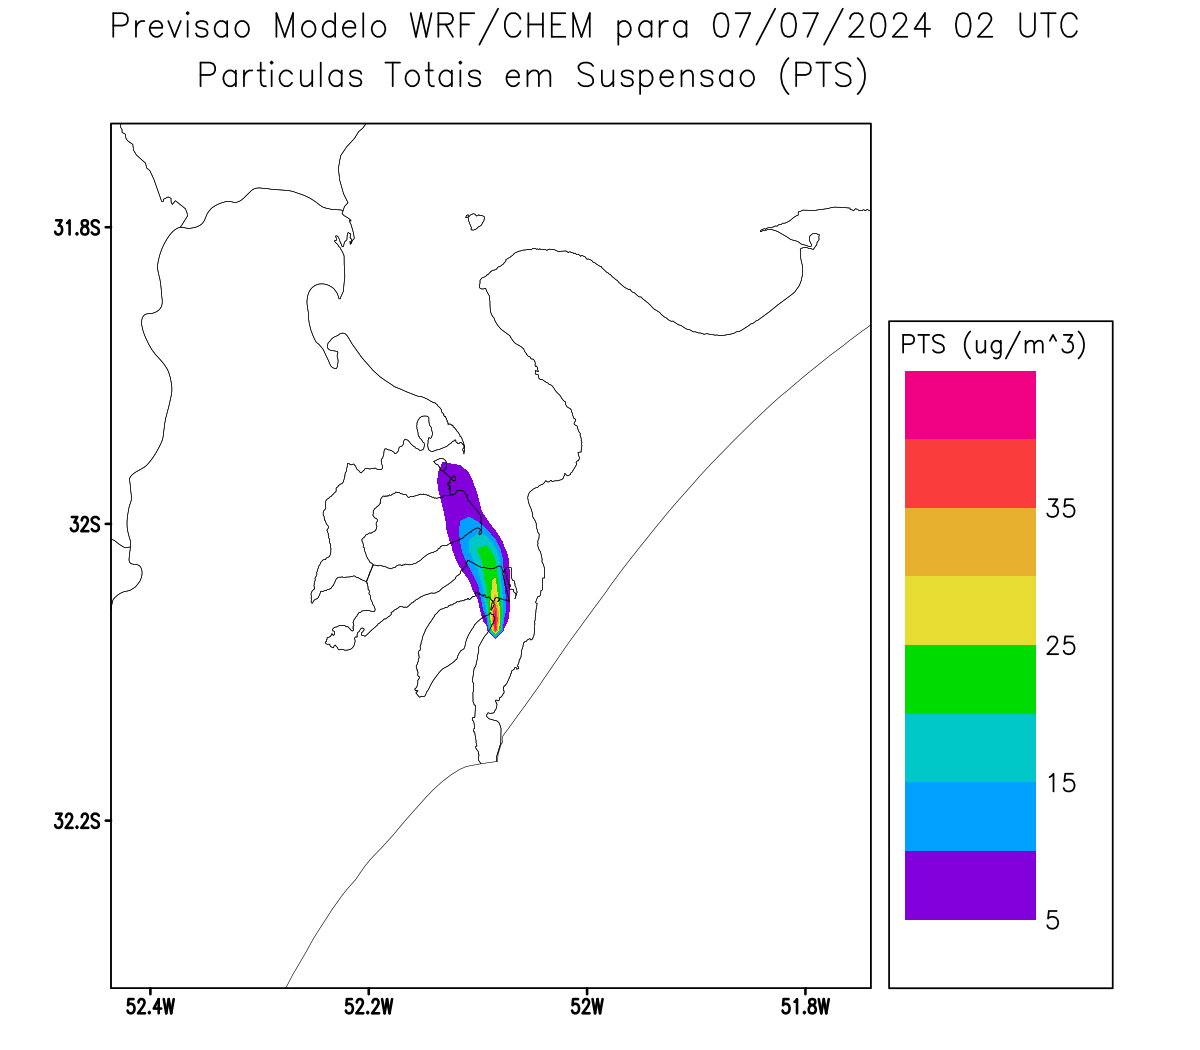 Previsao Modelo WRF/CHEM para 07/07/2024 02 UTC
Particulas Totais em Suspensao (PTS)
31.8S
32S
32.2S
52.4W
52.2W
52W
51.8W
PTS (ug/m^3)
35
25
15
5